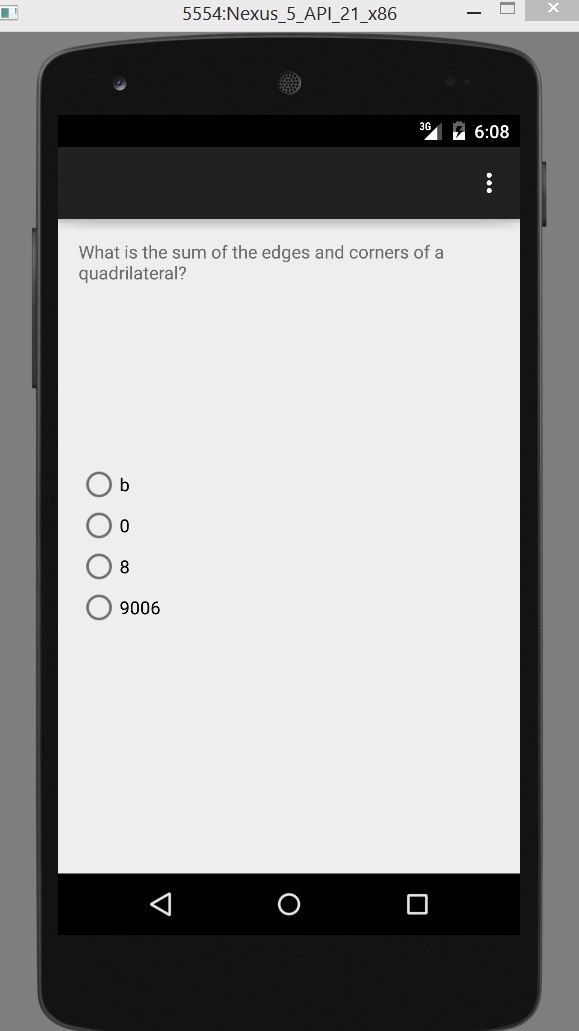 5554:Nexus_5_API_21_x86
3G 6:08
What is the sum of the edges and corners of a
quadrilateral?
b
0
8
9006